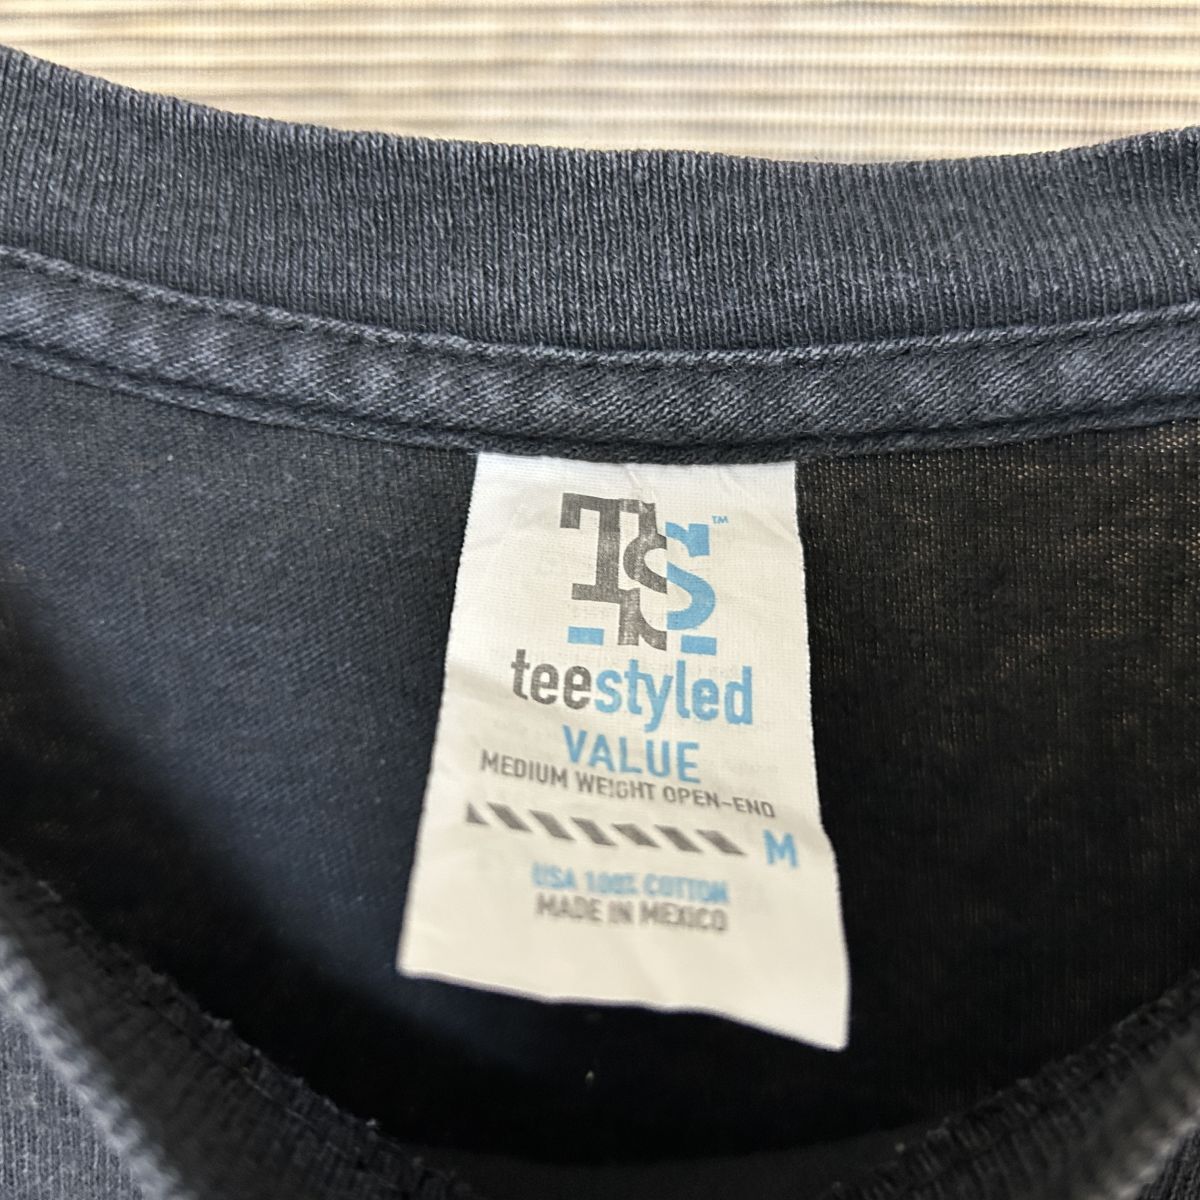 TS™
teestyled
VALUE
MEDIUM WEIGHT OPEN-END
M
USA 100% COTTON
MADE IN MEXICO